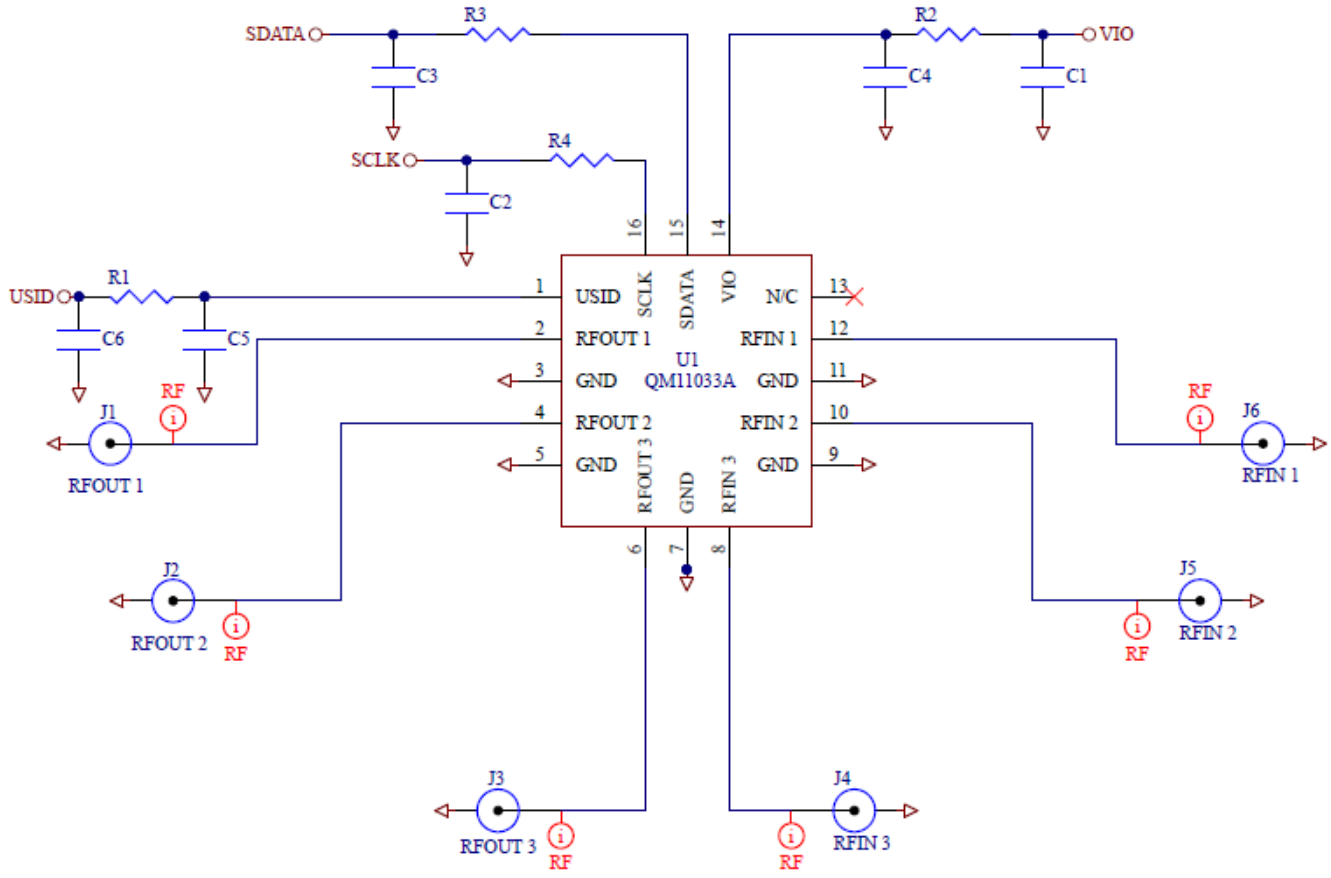 R3
R2
SDATA
VIO
C3
C4
C1
R4
SCLK
C2
16
15
14
R1
USID
1
USID
SCLK
SDATA
VIO
N/C
13
C6
C5
2
RFOUT 1
RFIN 1
12
U1
QM11033A
3
GND
GND
11
RF
i
J1
RFOUT 1
4
RFOUT 2
RFIN 2
10
RF
i
J6
RFIN 1
5
GND
RFOUT 3
GND
RFIN 3
GND
9
6
7
8
J2
RFOUT 2
i
RF
J5
RFIN 2
i
RF
J3
RFOUT 3
i
RF
J4
RFIN 3
i
RF